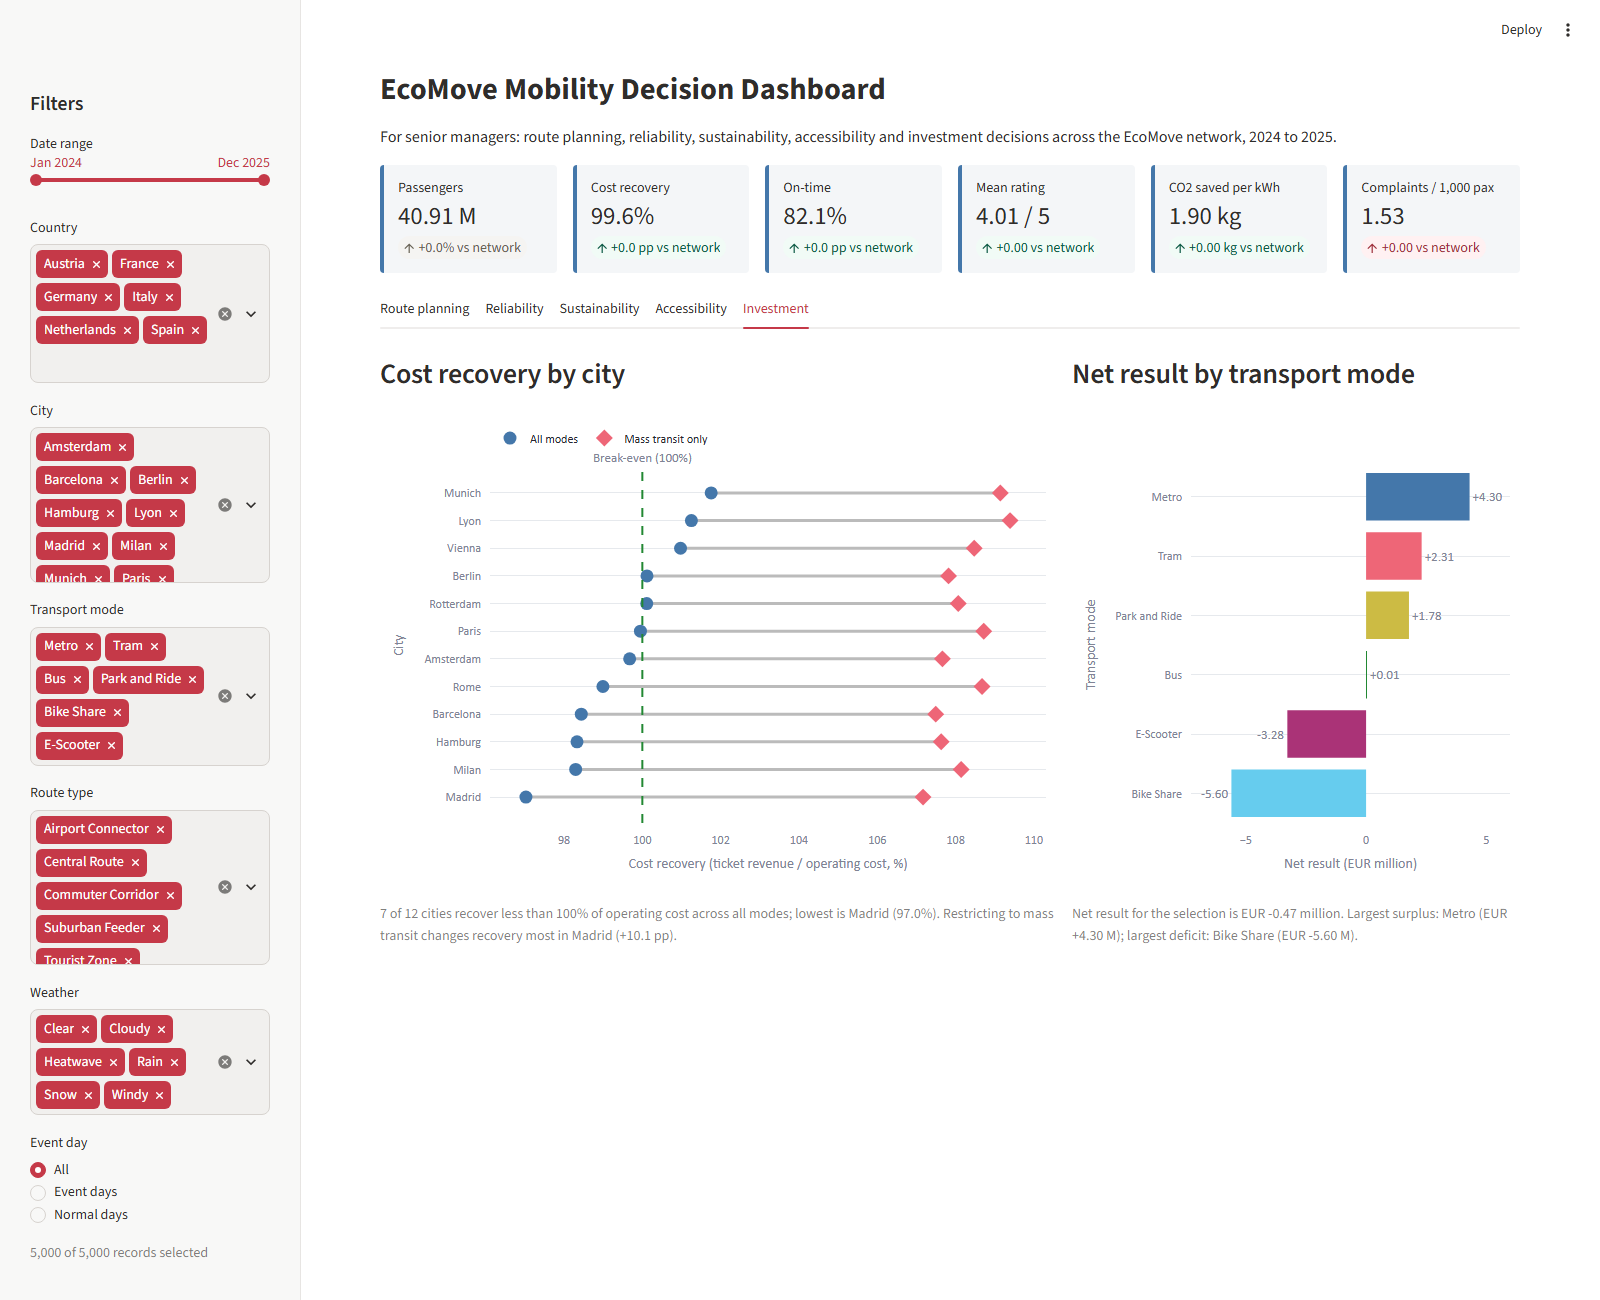 Deploy
Filters
Date range
Jan 2024 Dec 2025
Country
Austria France
Germany Italy
Netherlands Spain
City
Amsterdam
Barcelona Berlin
Hamburg Lyon
Madrid Milan
Munich Paris
Transport mode
Metro Tram
Bus Park and Ride
Bike Share
E-Scooter
Route type
Airport Connector
Central Route
Commuter Corridor
Suburban Feeder
Tourist Zone
Weather
Clear Cloudy
Heatwave Rain
Snow Windy
Event day
All
Event days
Normal days
5,000 of 5,000 records selected
EcoMove Mobility Decision Dashboard
For senior managers: route planning, reliability, sustainability, accessibility and investment decisions across the EcoMove network, 2024 to 2025.
Passengers
40.91 M
↑ +0.0% vs network
Cost recovery
99.6%
↑ +0.0 pp vs network
On-time
82.1%
↑ +0.0 pp vs network
Mean rating
4.01 / 5
↑ +0.00 vs network
CO2 saved per kWh
1.90 kg
↑ +0.00 kg vs network
Complaints / 1,000 pax
1.53
↑ +0.00 vs network
Route planning Reliability Sustainability Accessibility Investment
Cost recovery by city
All modes Mass transit only
Break-even (100%)
City
Munich
Lyon
Vienna
Berlin
Rotterdam
Paris
Amsterdam
Rome
Barcelona
Hamburg
Milan
Madrid
98 100 102 104 106 108 110
Cost recovery (ticket revenue / operating cost, %)
7 of 12 cities recover less than 100% of operating cost across all modes; lowest is Madrid (97.0%). Restricting to mass
transit changes recovery most in Madrid (+10.1 pp).
Net result by transport mode
Transport mode
Metro +4.30
Tram +2.31
Park and Ride +1.78
Bus +0.01
E-Scooter -3.28
Bike Share -5.60
−5 0 5
Net result (EUR million)
Net result for the selection is EUR -0.47 million. Largest surplus: Metro (EUR
+4.30 M); largest deficit: Bike Share (EUR -5.60 M).